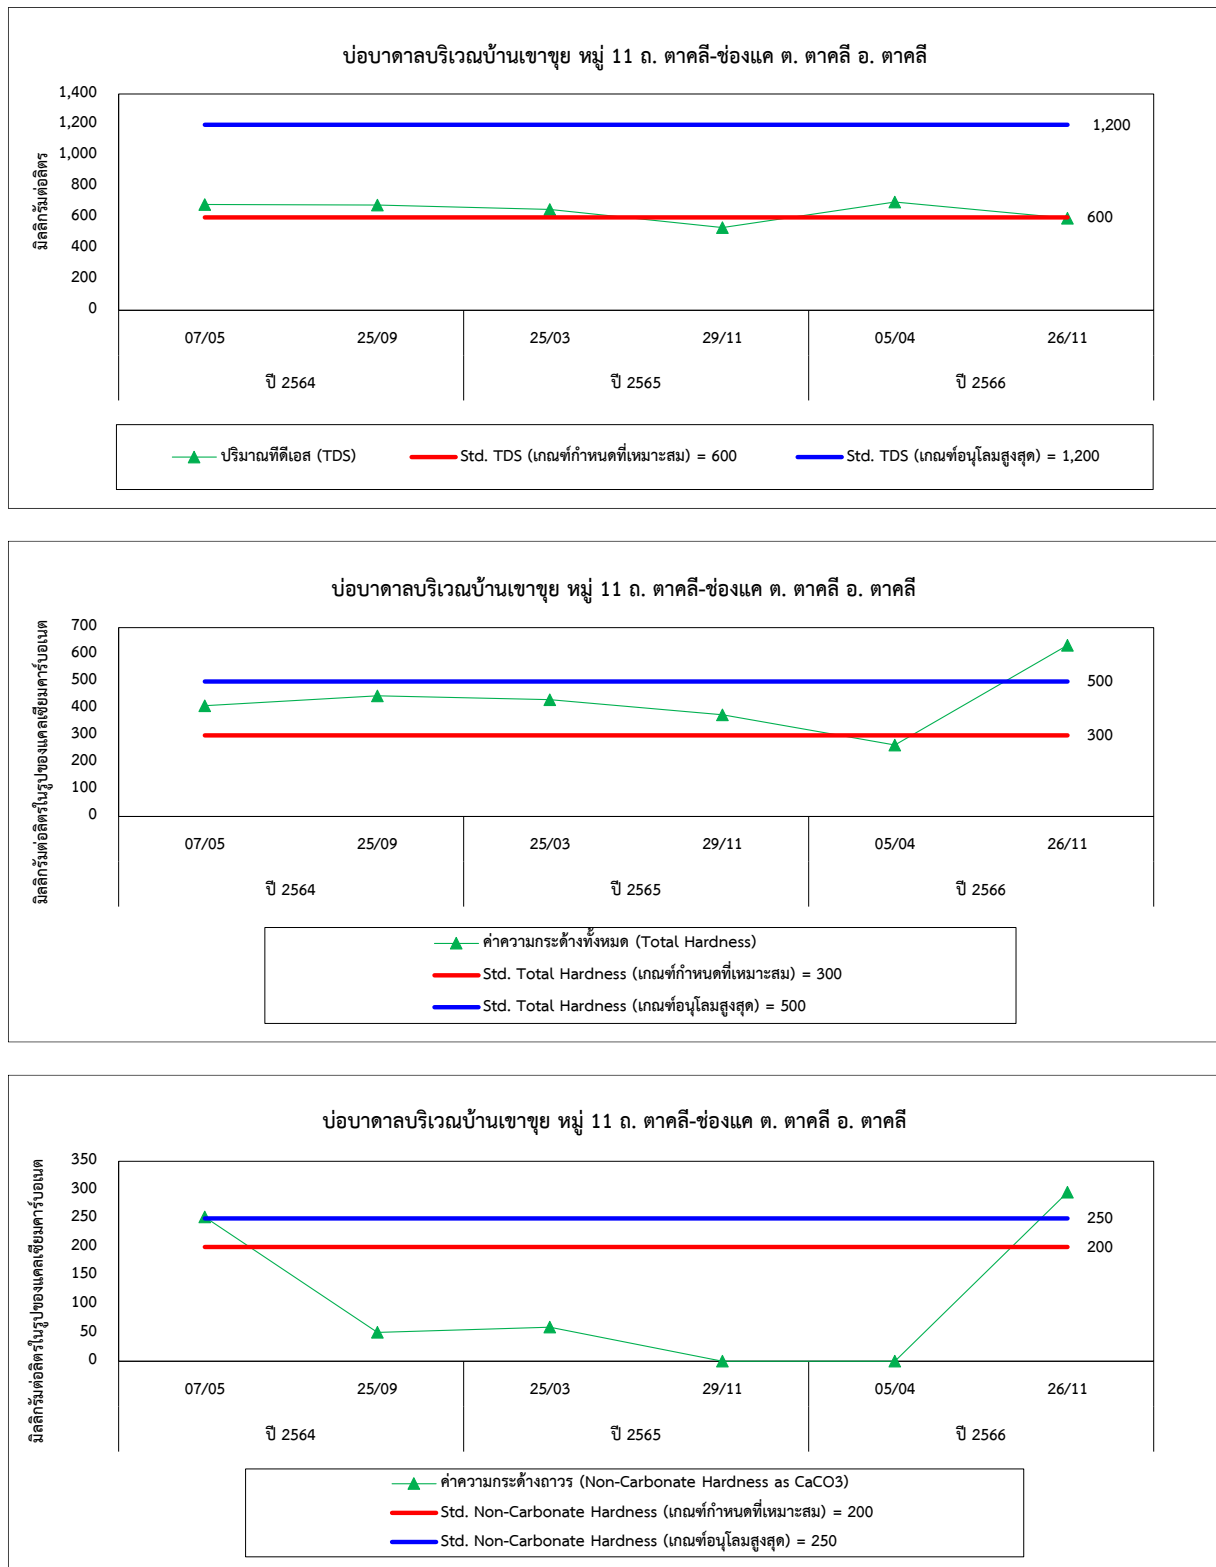 บ่อบาดาลบริเวณบ้านเขาขุย หมู่ 11 ถ. ตาคลี-ช่องแค ต. ตาคลี อ. ตาคลี
มิลลิกรัมต่อลิตร
1,400
1,200
1,000
800
600
400
200
0
1,200
600
07/05 25/09 25/03 29/11 05/04 26/11
ปี 2564 ปี 2565 ปี 2566
ปริมาณทีดีเอส (TDS) Std. TDS (เกณฑ์กำหนดที่เหมาะสม) = 600 Std. TDS (เกณฑ์อนุโลมสูงสุด) = 1,200
บ่อบาดาลบริเวณบ้านเขาขุย หมู่ 11 ถ. ตาคลี-ช่องแค ต. ตาคลี อ. ตาคลี
มิลลิกรัมต่อลิตรในรูปของแคลเซียมคาร์บอเนต
700
600
500
400
300
200
100
0
500
300
07/05 25/09 25/03 29/11 05/04 26/11
ปี 2564 ปี 2565 ปี 2566
ค่าความกระด้างทั้งหมด (Total Hardness)
Std. Total Hardness (เกณฑ์กำหนดที่เหมาะสม) = 300
Std. Total Hardness (เกณฑ์อนุโลมสูงสุด) = 500
บ่อบาดาลบริเวณบ้านเขาขุย หมู่ 11 ถ. ตาคลี-ช่องแค ต. ตาคลี อ. ตาคลี
มิลลิกรัมต่อลิตรในรูปของแคลเซียมคาร์บอเนต
350
300
250
200
150
100
50
0
250
200
07/05 25/09 25/03 29/11 05/04 26/11
ปี 2564 ปี 2565 ปี 2566
ค่าความกระด้างถาวร (Non-Carbonate Hardness as CaCO3)
Std. Non-Carbonate Hardness (เกณฑ์กำหนดที่เหมาะสม) = 200
Std. Non-Carbonate Hardness (เกณฑ์อนุโลมสูงสุด) = 250